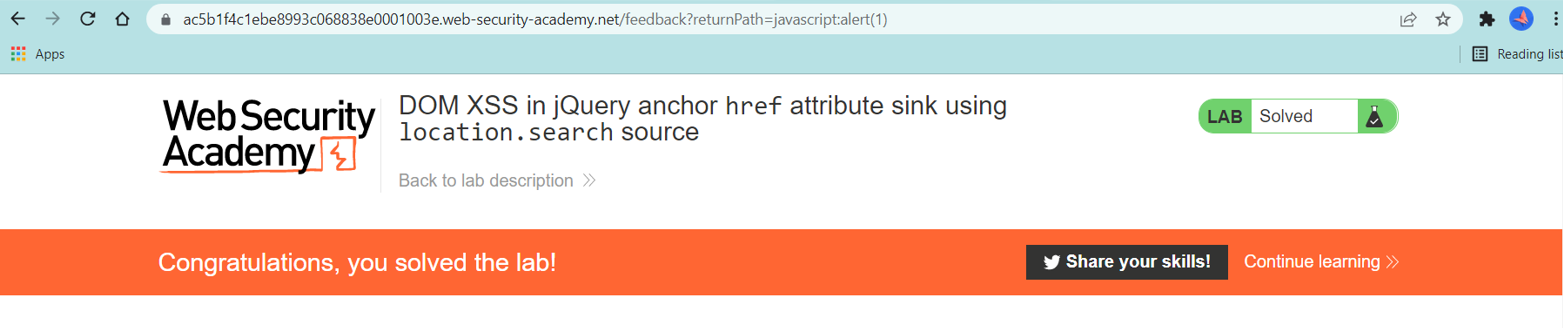 ac5b1f4c1ebe8993c068838e0001003e.web-security-academy.net/feedback?returnPath=javascript:alert(1)
Apps
Reading list
Web Security
Academy
DOM XSS in jQuery anchor href attribute sink using
location.search source
LAB Solved
Back to lab description
Congratulations, you solved the lab!
Share your skills!
Continue learning